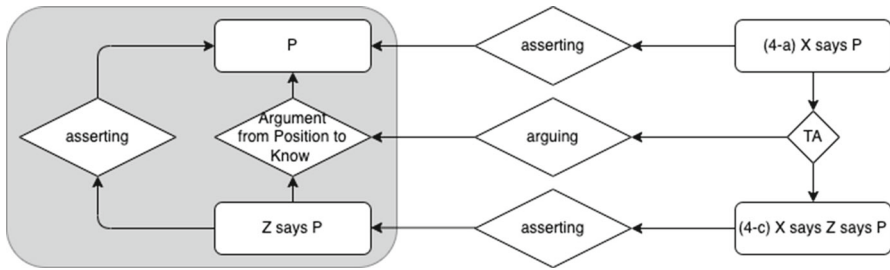 P
asserting
(4-a) X says P
asserting
Argument
from Position to
Know
arguing
TA
Z says P
asserting
(4-c) X says Z says P